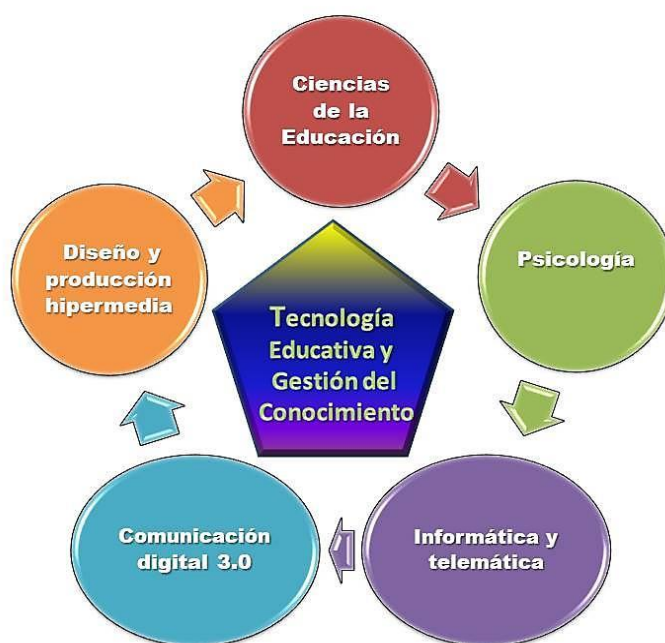 Ciencias
de la
Educación
Psicología
Informática y
telemática
Comunicación
digital 3.0
Diseño y
producción
hipermedia
Tecnología
Educativa y
Gestión del
Conocimiento